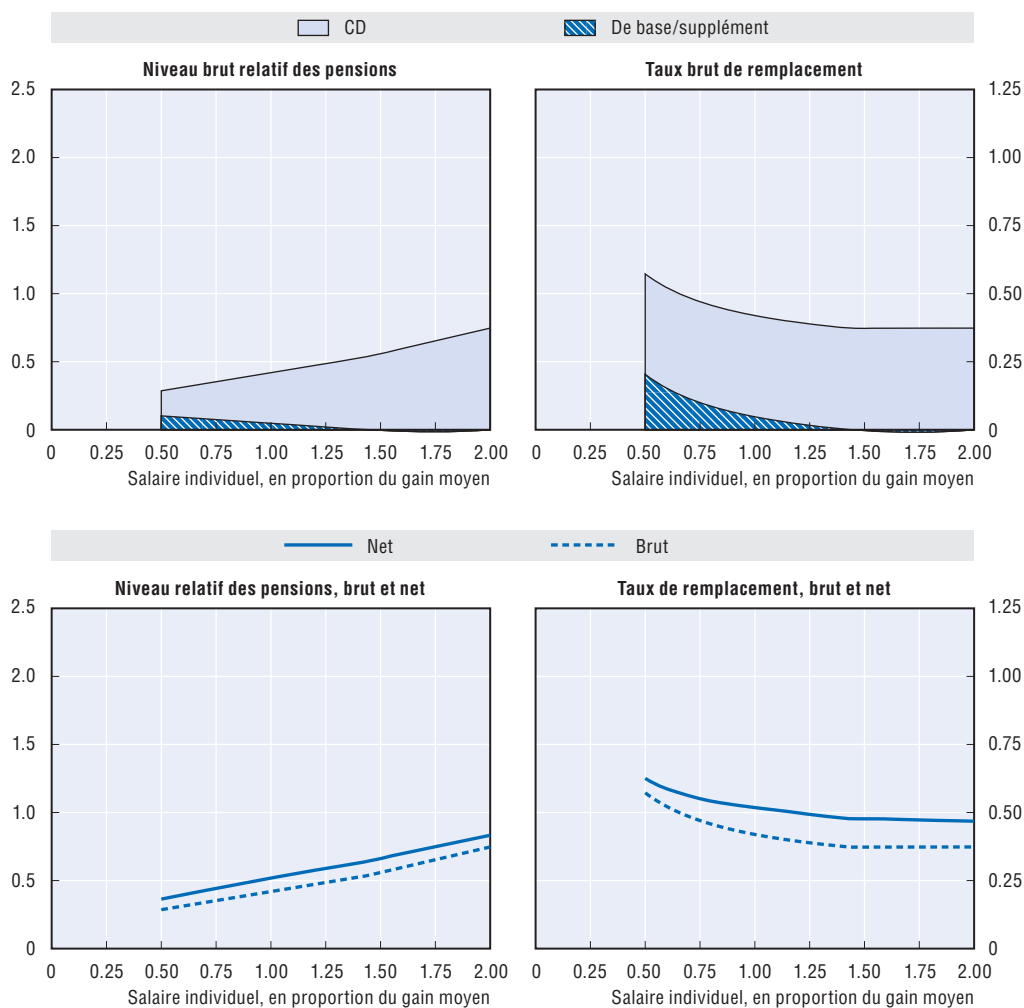 CD
De base/supplément
Niveau brut relatif des pensions
Taux brut de remplacement
2.5
2.0
1.5
1.0
0.5
0
1.25
1.00
0.75
0.50
0.25
0
0 0.25 0.50 0.75 1.00 1.25 1.50 1.75 2.00
0 0.25 0.50 0.75 1.00 1.25 1.50 1.75 2.00
Salaire individuel, en proportion du gain moyen
Salaire individuel, en proportion du gain moyen
Net
Brut
Niveau relatif des pensions, brut et net
Taux de remplacement, brut et net
2.5
2.0
1.5
1.0
0.5
0
1.25
1.00
0.75
0.50
0.25
0
0 0.25 0.50 0.75 1.00 1.25 1.50 1.75 2.00
0 0.25 0.50 0.75 1.00 1.25 1.50 1.75 2.00
Salaire individuel, en proportion du gain moyen
Salaire individuel, en proportion du gain moyen